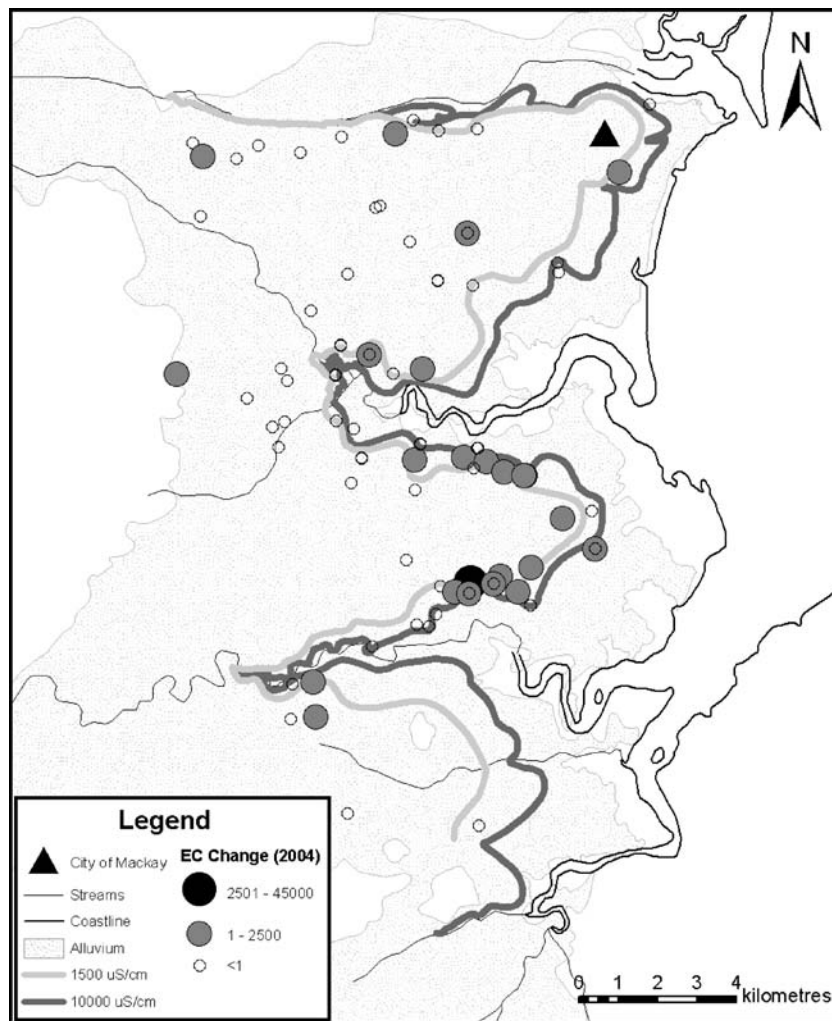 N
Legend
City of Mackay
Streams
Coastline
Alluvium
1500 uS/cm
10000 uS/cm
EC Change (2004)
2501 - 45000
1 - 2500
<1
0 1 2 3 4
kilometres